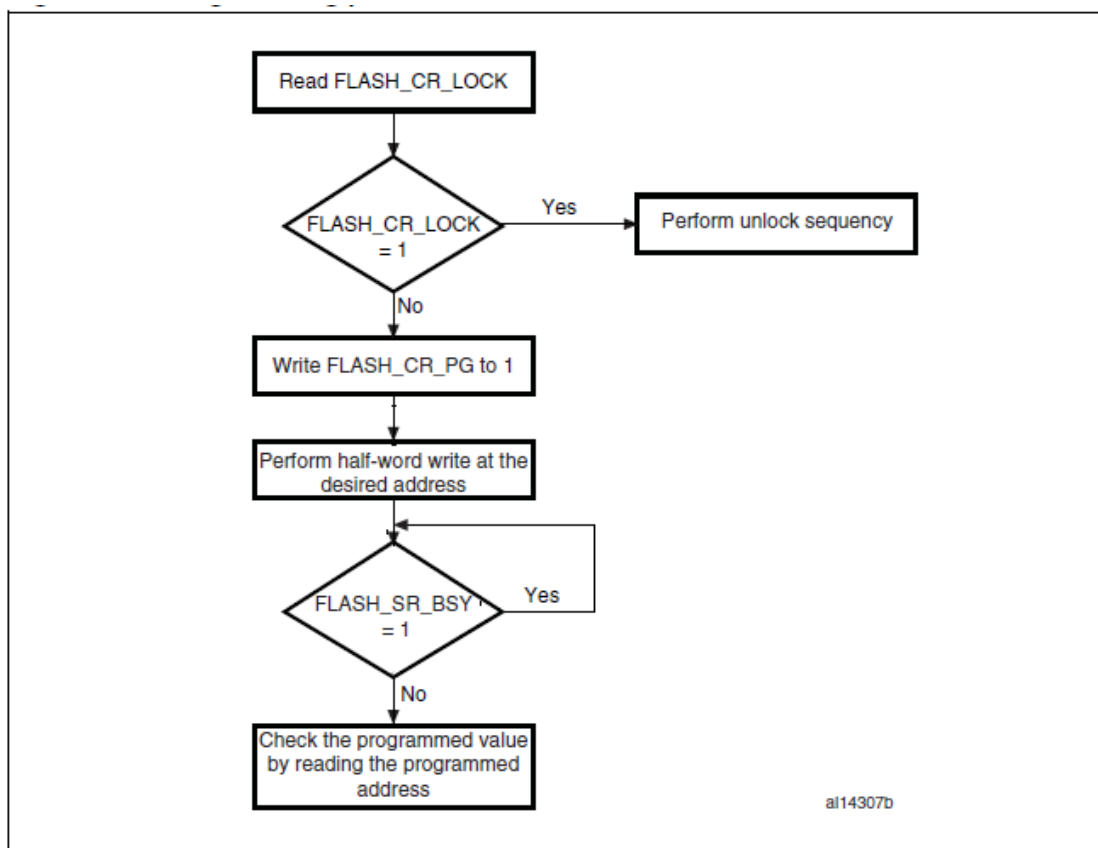 Read FLASH_CR_LOCK
FLASH_CR_LOCK
= 1
Yes
Perform unlock sequency
No
Write FLASH_CR_PG to 1
Perform half-word write at the
desired address
FLASH_SR_BSY
= 1
Yes
No
Check the programmed value
by reading the programmed
address
ai14307b